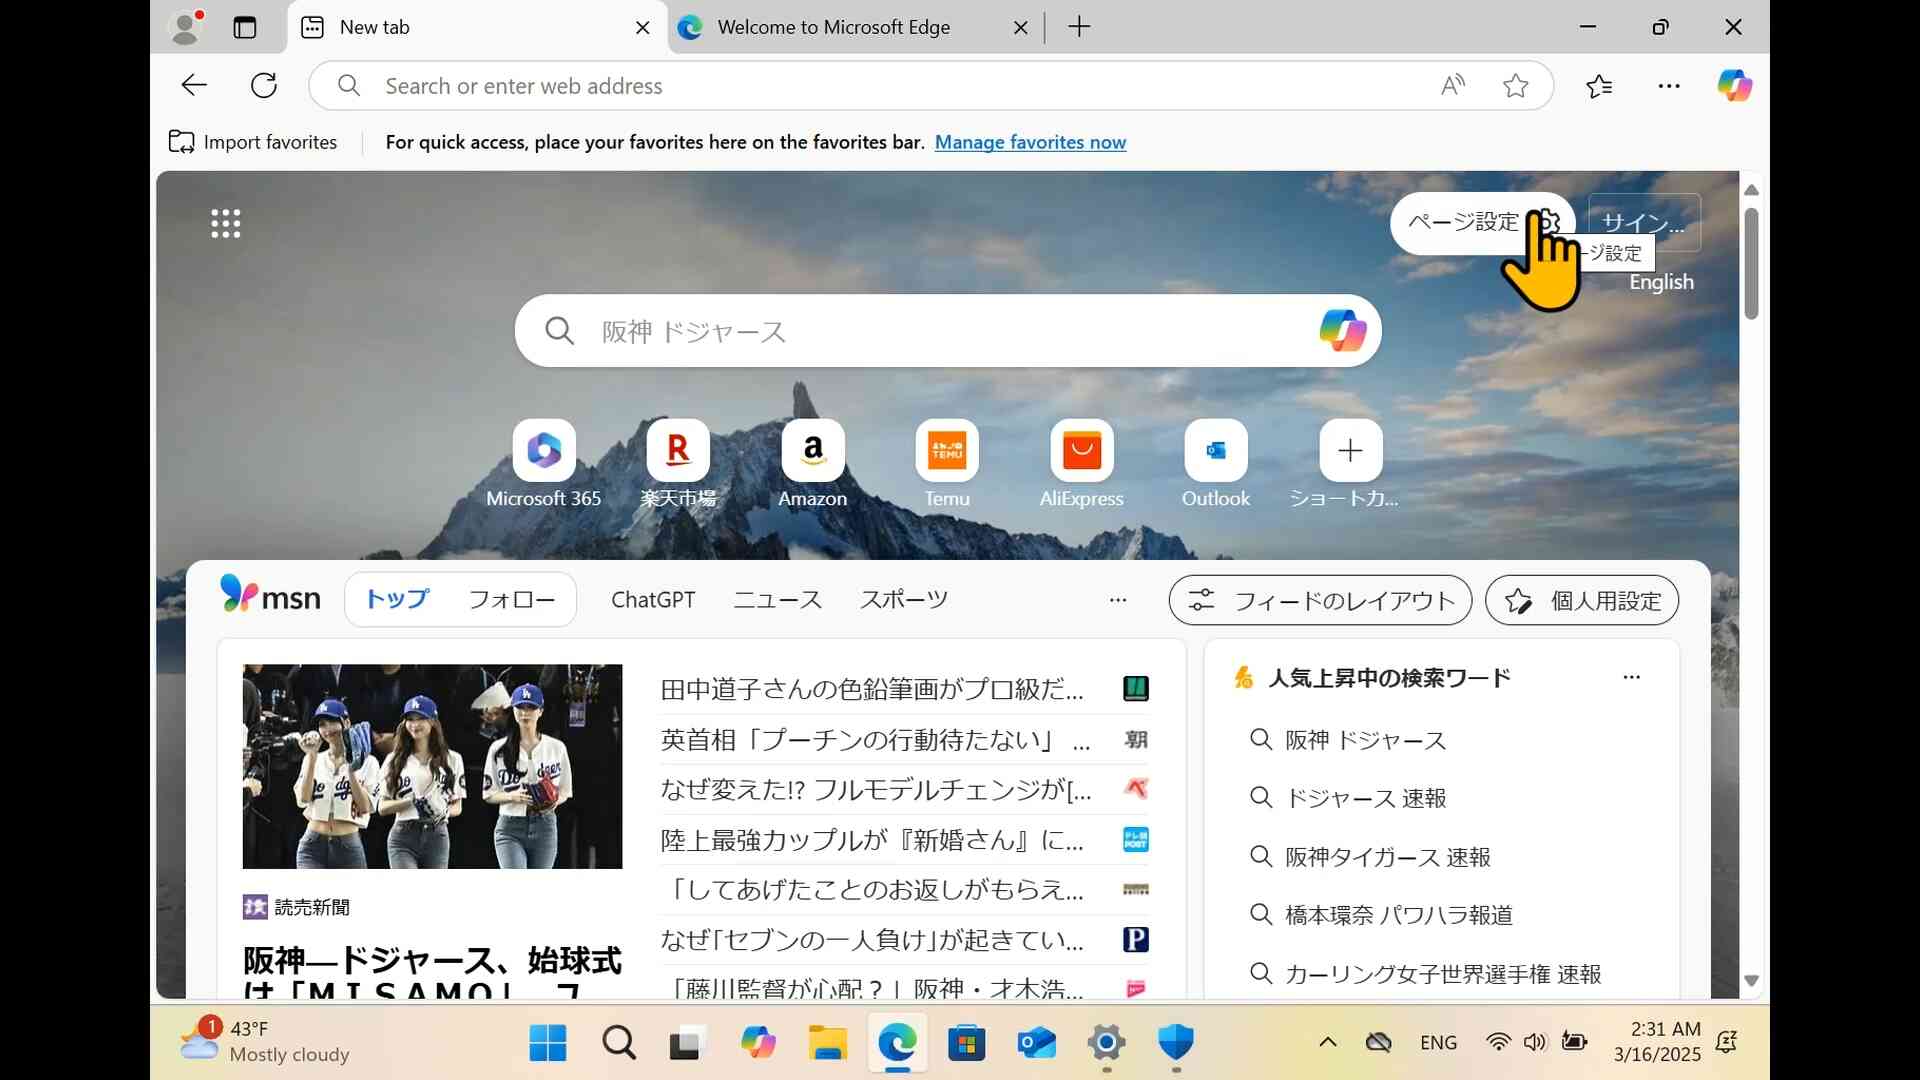 New tab
Welcome to Microsoft Edge
Search or enter web address
Import favorites
For quick access, place your favorites here on the favorites bar. Manage favorites now
ページ設定
サイン...
ジ設定
English
阪神 ドジャース
Microsoft 365
楽天市場
Amazon
TEMU
Temu
AliExpress
Outlook
ショートカ...
msn
トップ
フォロー
ChatGPT
ニュース
スポーツ
フィードのレイアウト
個人用設定
田中道子さんの色鉛筆画がプロ級だ...
英首相「プーチンの行動待たない」 ...
なぜ変えた!? フルモデルチェンジが[...
陸上最強カップルが『新婚さん』に...
「してあげたことのお返しがもらえ...
なぜ｢セブンの一人負け｣が起きてい...
「藤川監督が心配？」阪神・才木浩...
読売新聞
阪神―ドジャース、始球式
は「ＭＩＳＡＭＯ」、フ
人気上昇中の検索ワード
阪神 ドジャース
ドジャース 速報
阪神タイガース 速報
橋本環奈 パワハラ報道
カーリング女子世界選手権 速報
1
43°F
Mostly cloudy
ENG
2:31 AM
3/16/2025